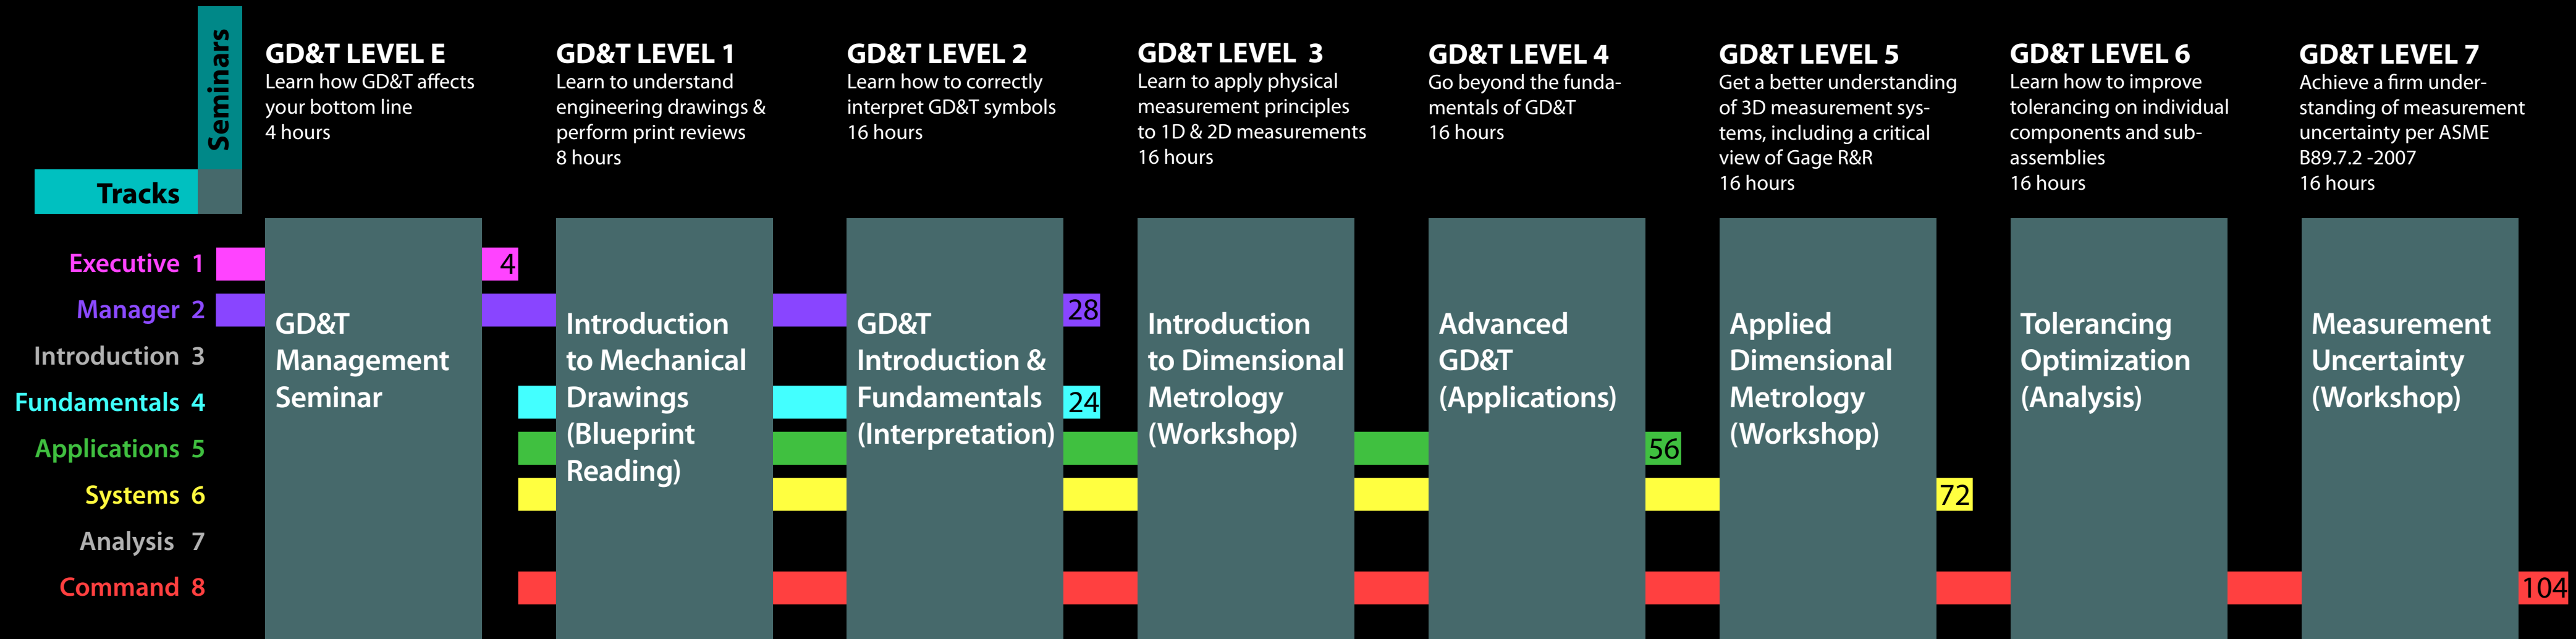 Seminars
Tracks
GD&T LEVEL E
Learn how GD&T affects
your bottom line
4 hours
GD&T LEVEL 1
Learn to understand
engineering drawings &
perform print reviews
8 hours
GD&T LEVEL 2
Learn how to correctly
interpret GD&T symbols
16 hours
GD&T LEVEL 3
Learn to apply physical
measurement principles
to 1D & 2D measurements
16 hours
GD&T LEVEL 4
Go beyond the funda-
mentals of GD&T
16 hours
GD&T LEVEL 5
Get a better understanding
of 3D measurement sys-
tems, including a critical
view of Gage R&R
16 hours
GD&T LEVEL 6
Learn how to improve
tolerancing on individual
components and sub-
assemblies
16 hours
GD&T LEVEL 7
Achieve a firm under-
standing of measurement
uncertainty per ASME
B89.7.2 -2007
16 hours
Executive 1
Manager 2
Introduction 3
Fundamentals 4
Applications 5
Systems 6
Analysis 7
Command 8
GD&T
Management
Seminar
Introduction
to Mechanical
Drawings
(Blueprint
Reading)
GD&T
Introduction &
Fundamentals
(Interpretation)
Introduction
to Dimensional
Metrology
(Workshop)
Advanced
GD&T
(Applications)
Applied
Dimensional
Metrology
(Workshop)
Tolerancing
Optimization
(Analysis)
Measurement
Uncertainty
(Workshop)
4
28
24
56
72
104